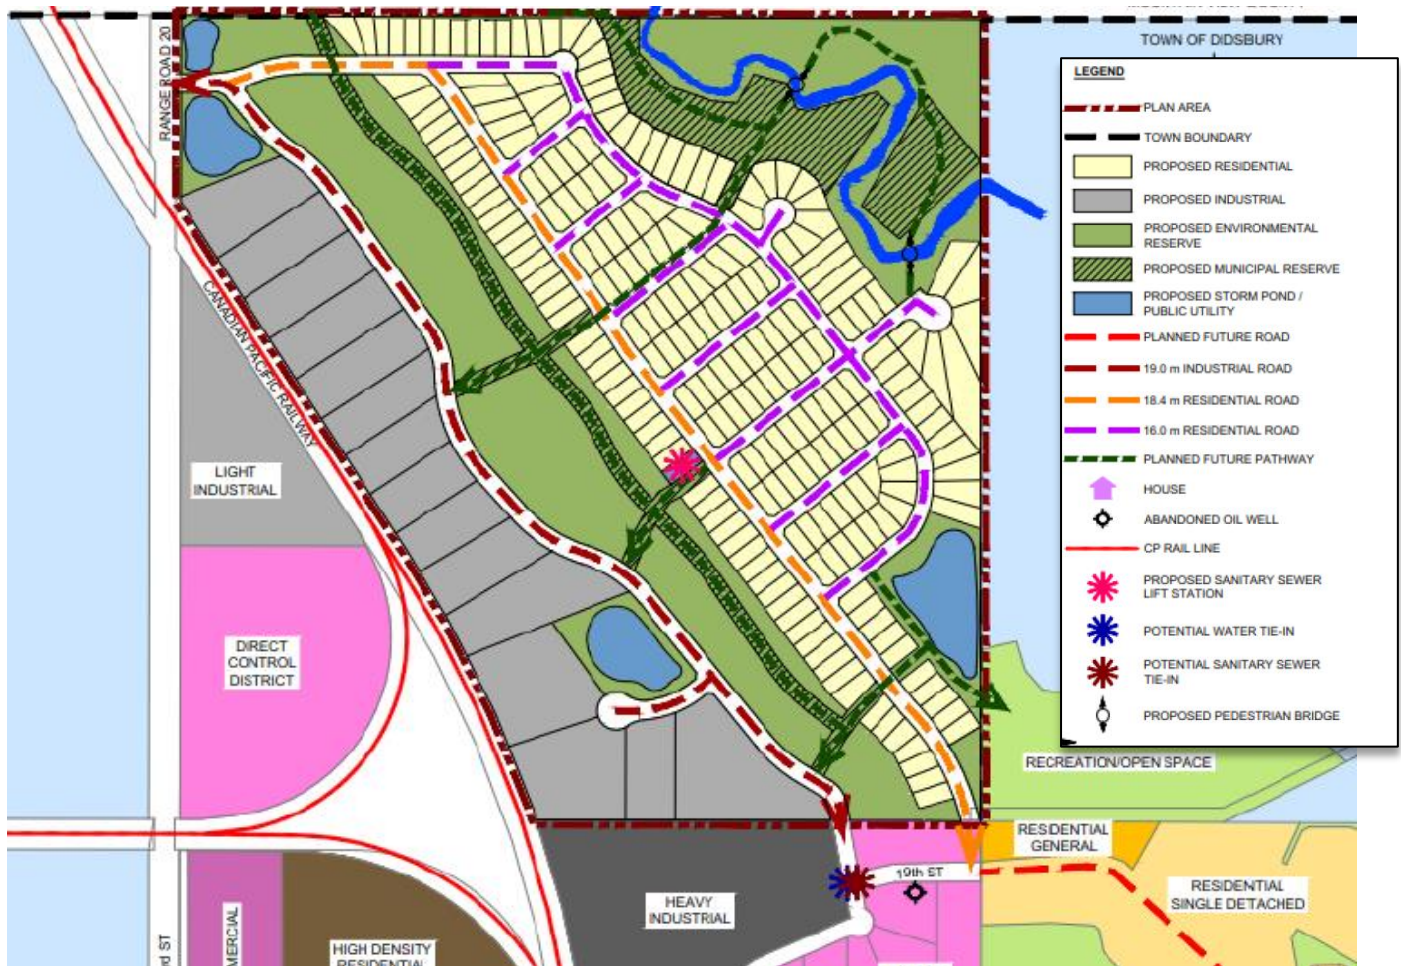 TOWN OF DIDSBURY
RANGE ROAD 20
LEGEND
PLAN AREA
TOWN BOUNDARY
PROPOSED RESIDENTIAL
PROPOSED INDUSTRIAL
PROPOSED ENVIRONMENTAL
RESERVE
PROPOSED MUNICIPAL RESERVE
PROPOSED STORM POND /
PUBLIC UTILITY
PLANNED FUTURE ROAD
19.0 m INDUSTRIAL ROAD
18.4 m RESIDENTIAL ROAD
16.0 m RESIDENTIAL ROAD
PLANNED FUTURE PATHWAY
HOUSE
ABANDONED OIL WELL
CP RAIL LINE
PROPOSED SANITARY SEWER
LIFT STATION
POTENTIAL WATER TIE-IN
POTENTIAL SANITARY SEWER
TIE-IN
PROPOSED PEDESTRIAN BRIDGE
CANADIAN PACIFIC RAILWAY
LIGHT
INDUSTRIAL
DIRECT
CONTROL
DISTRICT
RECREATION/OPEN SPACE
RESIDENTIAL
GENERAL
19th ST
RESIDENTIAL
SINGLE DETACHED
HEAVY
INDUSTRIAL
HIGH DENSITY
RESIDENTIAL